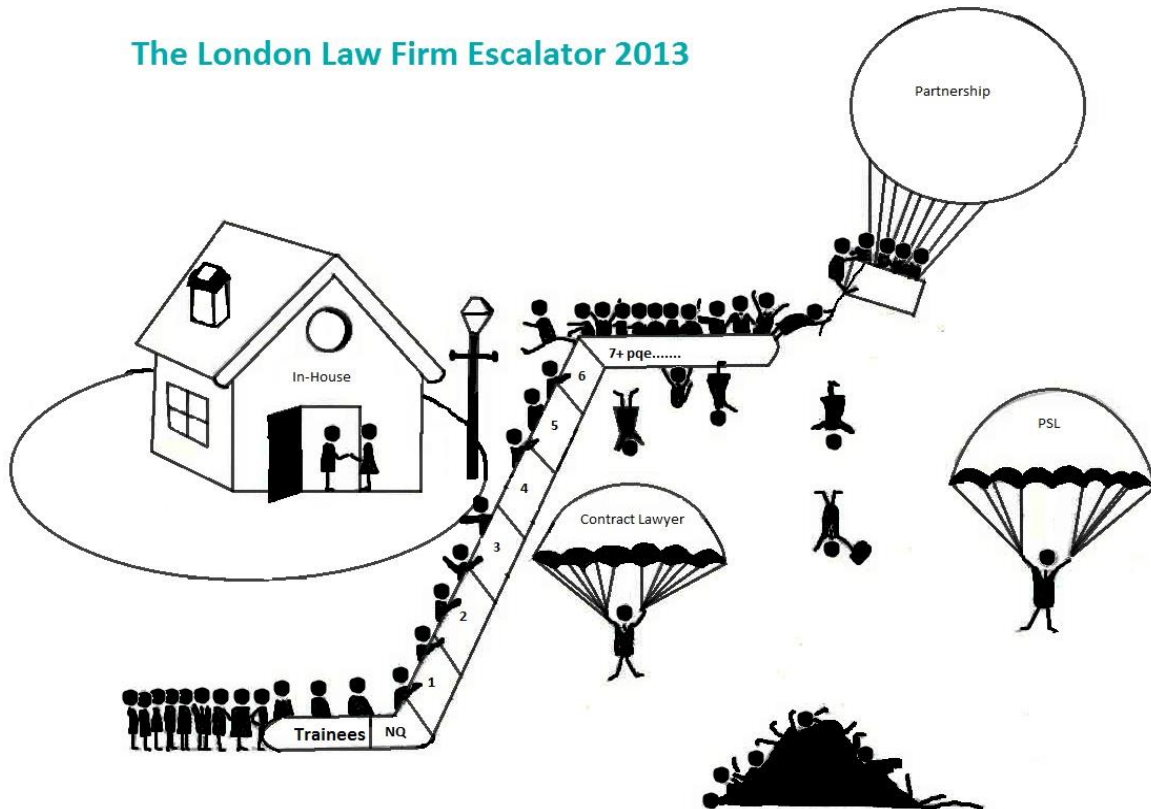 The London Law Firm Escalator 2013
Partnership
In-House
7+ pqe.......
6
5
4
3
2
1
Contract Lawyer
PSL
Trainees
NQ